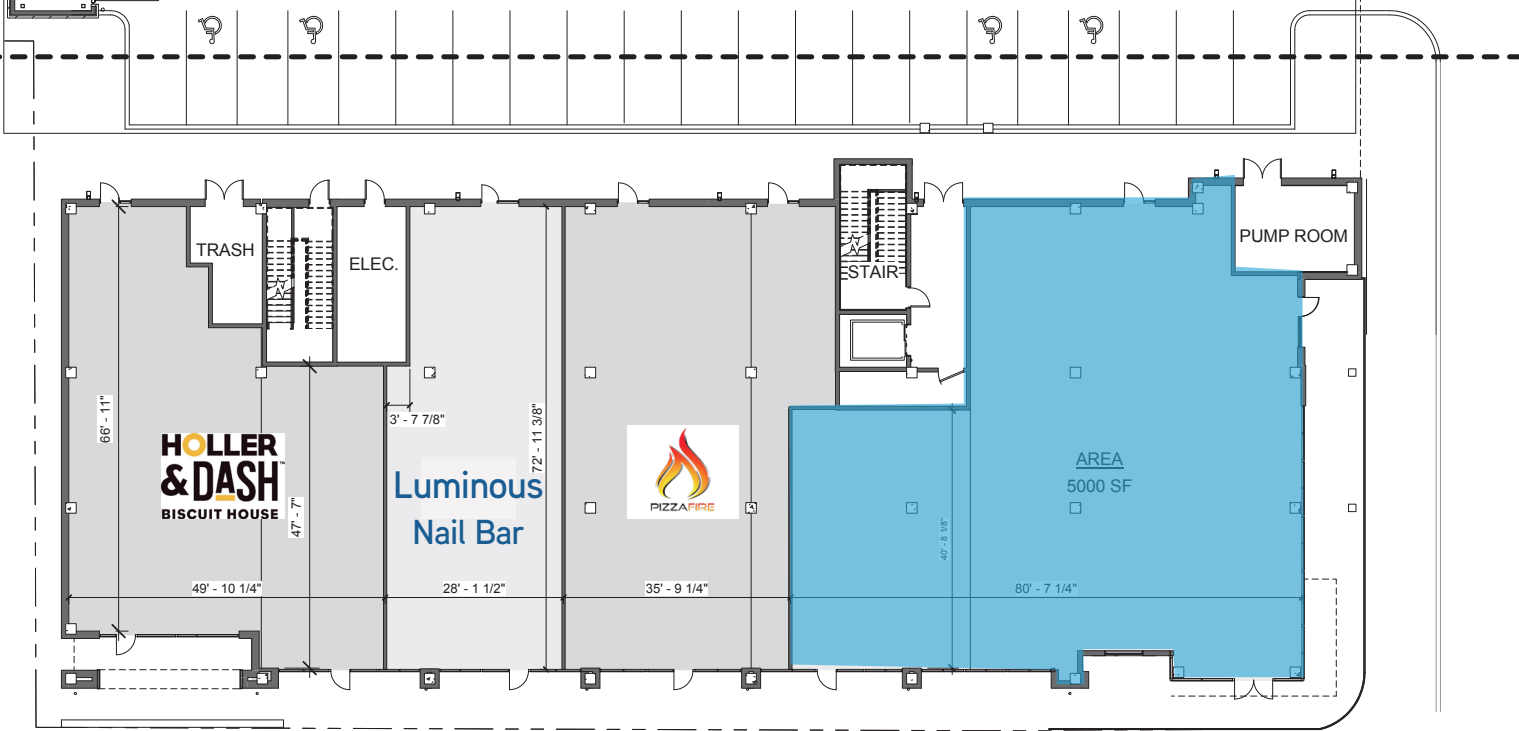 TRASH
ELEC.
STAIR
PUMP ROOM
66' - 11"
3' - 7 7/8"
72' - 11 3/8"
HOLLER
& DASH™
BISCUIT HOUSE
47' - 7"
Luminous
Nail Bar
PIZZAFIRE
AREA
5000 SF
40' - 8 1/8"
49' - 10 1/4"
28' - 1 1/2"
35' - 9 1/4"
80' - 7 1/4"